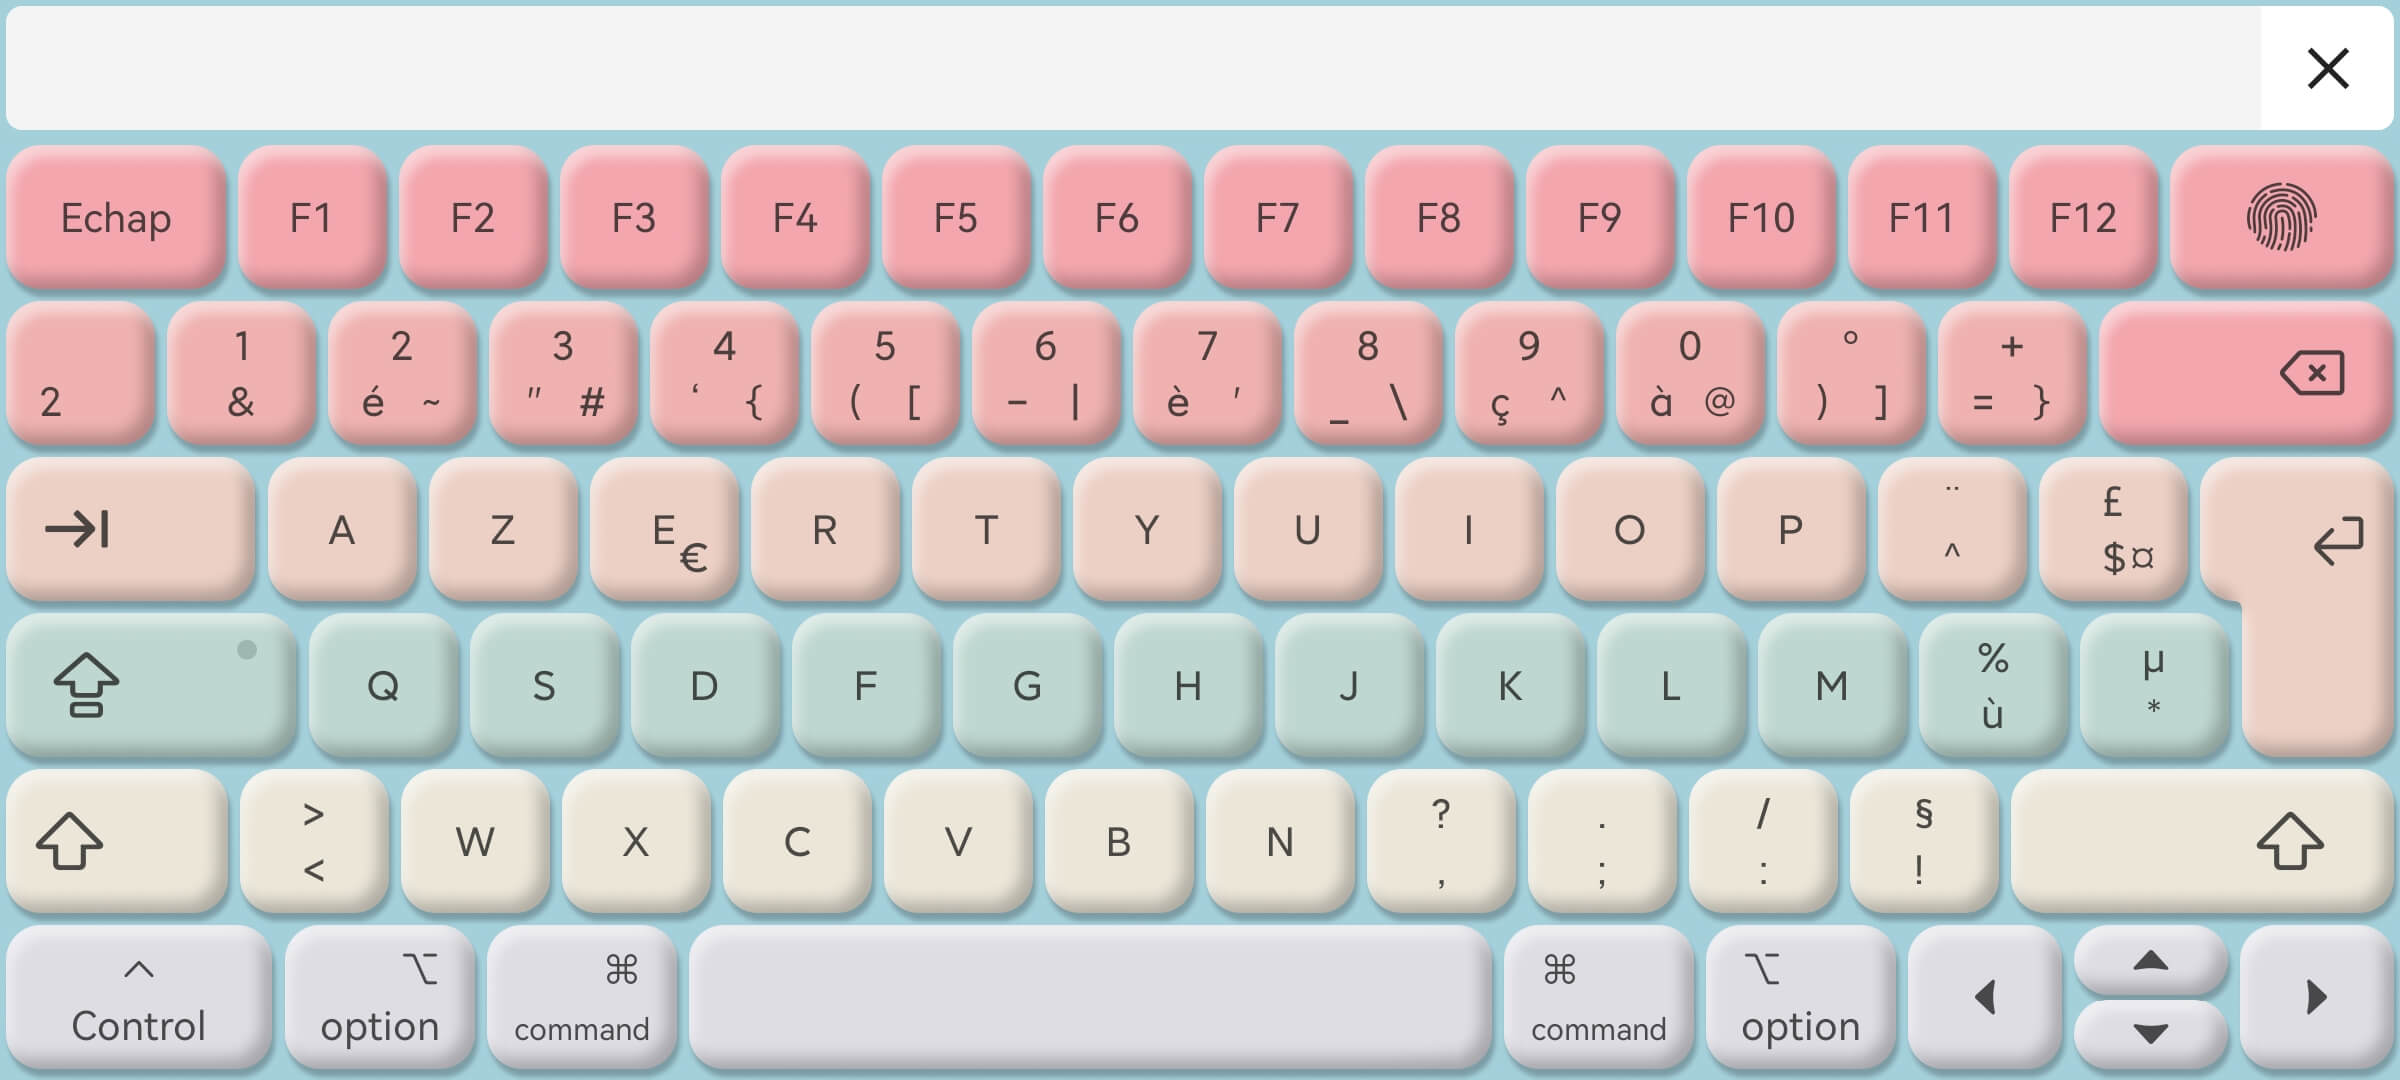 Echap F1 F2 F3 F4 F5 F6 F7 F8 F9 F10 F11 F12
1 2 3 4 5 6 7 8 9 0 ° +
2 & é ~ " # ‘ { ( [ – | è ' _ \ ç ^ à @ ) ] = }
A Z E € R T Y U I O P ¨ ^ £ $ ¤
Q S D F G H J K L M % ù µ *
> < W X C V B N ? , . ; / : § !
^ ⌥ ⌘ ⌘ ⌥
Control option command command option